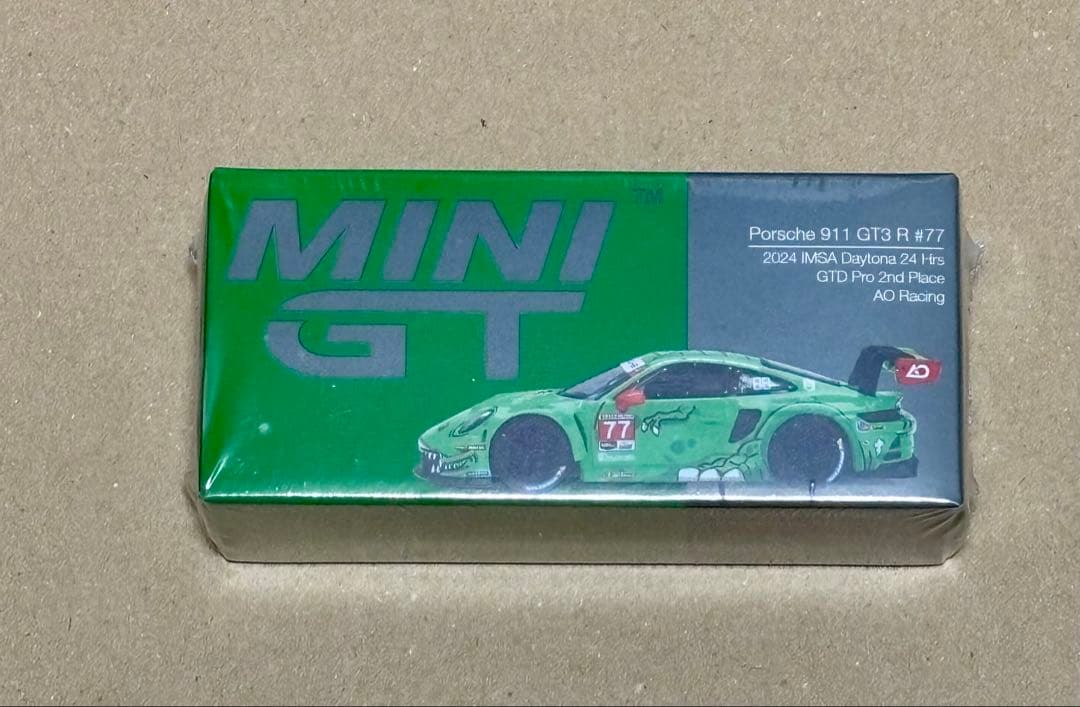 MINI
GT
TM
Porsche 911 GT3 R #77
2024 IMSA Daytona 24 Hrs
GTD Pro 2nd Place
AO Racing
AO
77